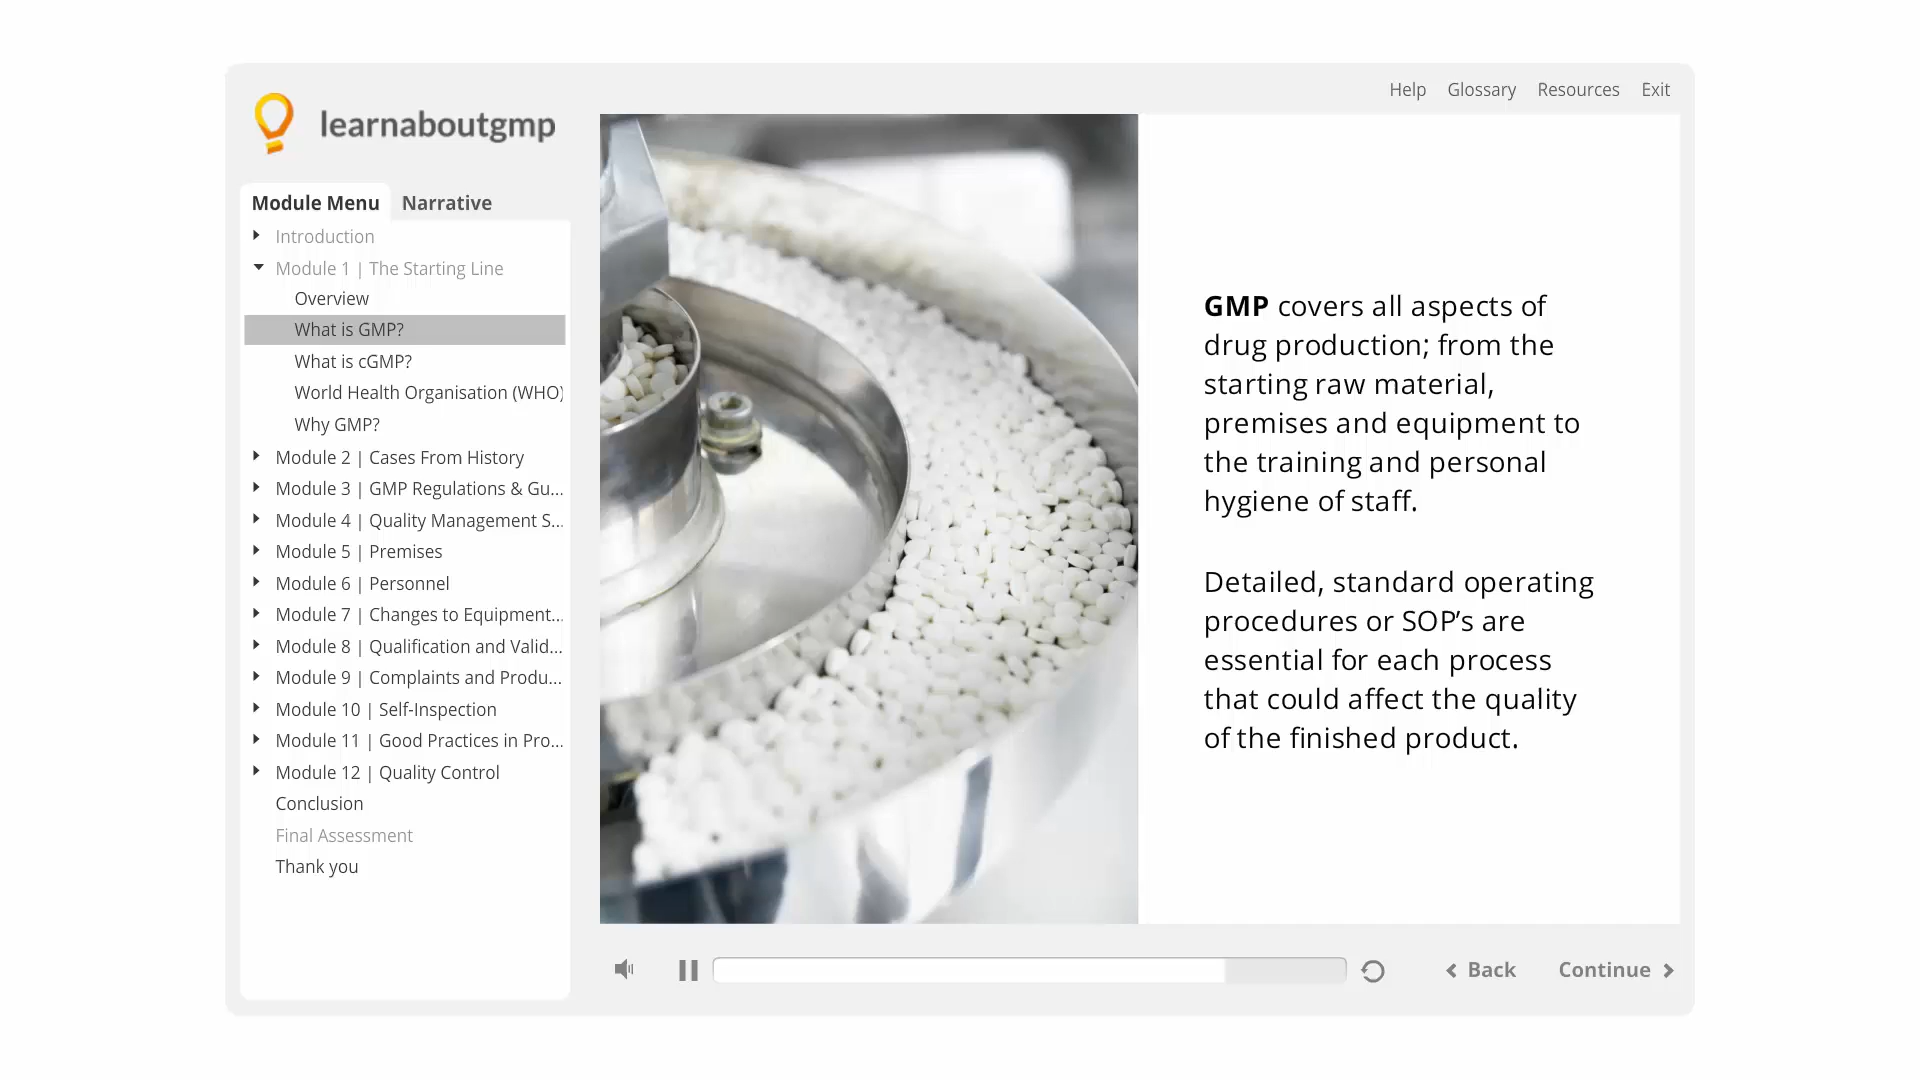 Help Glossary Resources Exit
learnaboutgmp
Module Menu Narrative
Introduction
Module 1 | The Starting Line
Overview
What is GMP?
What is cGMP?
World Health Organisation (WHO)
Why GMP?
Module 2 | Cases From History
Module 3 | GMP Regulations & Gu...
Module 4 | Quality Management S...
Module 5 | Premises
Module 6 | Personnel
Module 7 | Changes to Equipment...
Module 8 | Qualification and Valid...
Module 9 | Complaints and Produ...
Module 10 | Self-Inspection
Module 11 | Good Practices in Pro...
Module 12 | Quality Control
Conclusion
Final Assessment
Thank you
GMP covers all aspects of
drug production; from the
starting raw material,
premises and equipment to
the training and personal
hygiene of staff.
Detailed, standard operating
procedures or SOP’s are
essential for each process
that could affect the quality
of the finished product.
Back Continue